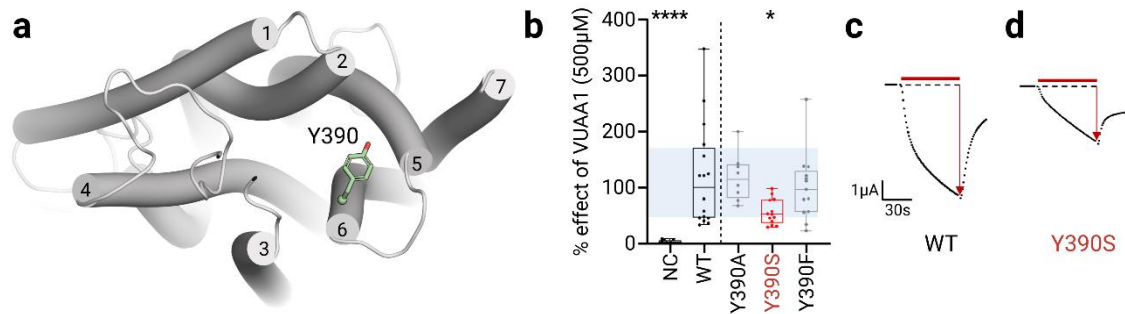 a
1
2
7
Y390
5
4
6
3
b
% effect of VUAA1 (500µM)
400
300
200
100
0
****
*
NC
WT
Y390A
Y390S
Y390F
c
1µA
30s
WT
d
Y390S